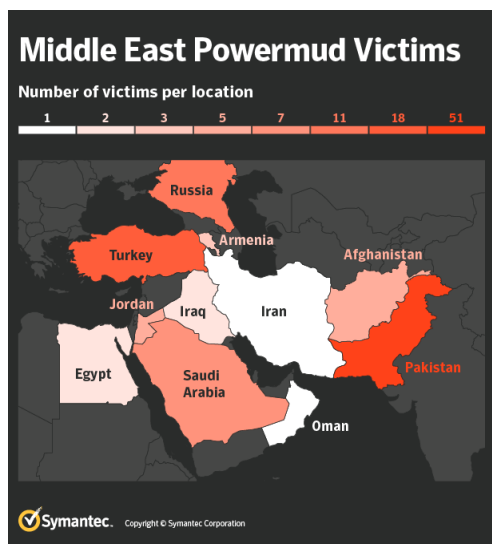 Middle East Powermud Victims
Number of victims per location
1 2 3 5 7 11 18 51
Russia
Armenia
Turkey
Afghanistan
Jordan
Iraq
Iran
Egypt
Saudi
Arabia
Pakistan
Oman
Symantec. Copyright © Symantec Corporation